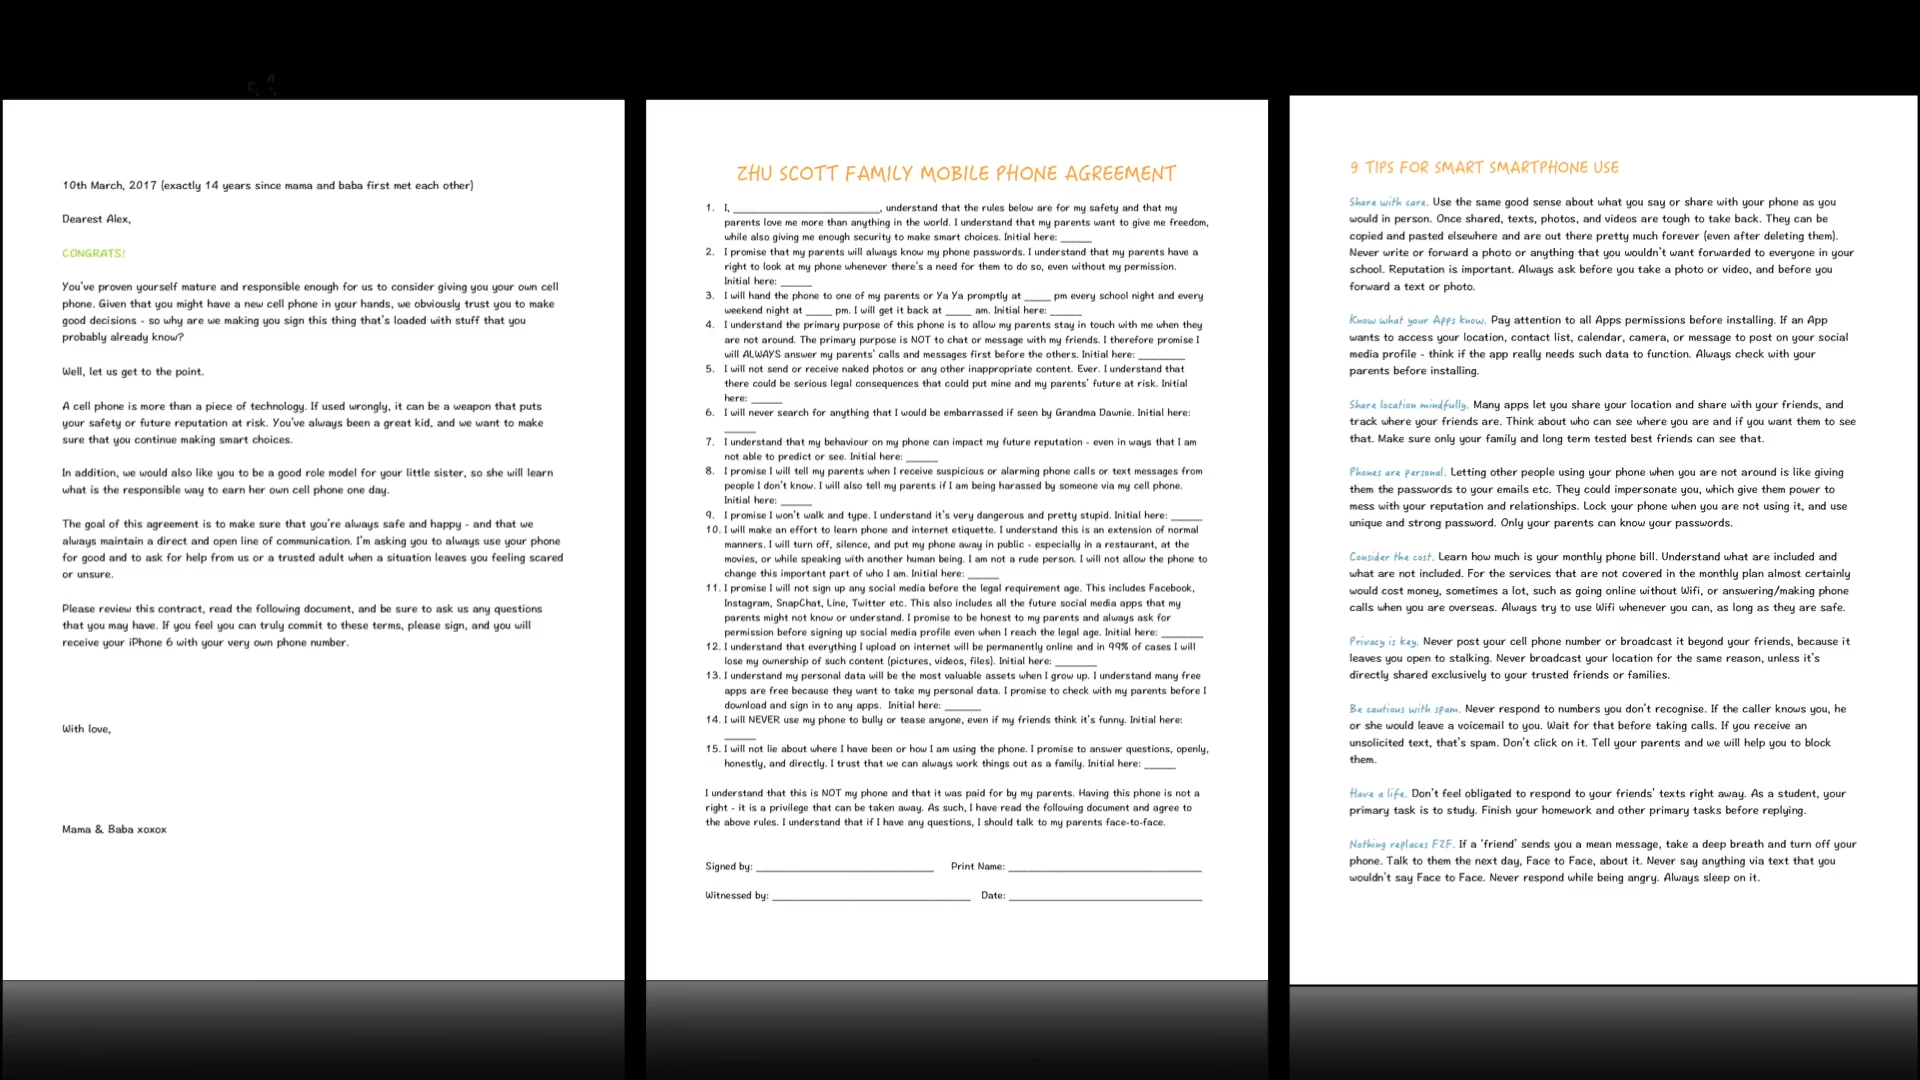 10th March, 2017 (exactly 14 years since mama and baba first met each other)
Dearest Alex,
CONGRATS!
You've proven yourself mature and responsible enough for us to consider giving you your own cell
phone. Given that you might have a new cell phone in your hands, we obviously trust you to make
good decisions - so why are we making you sign this thing that's loaded with stuff that you
probably already know?
Well, let us get to the point.
A cell phone is more than a piece of technology. If used wrongly, it can be a weapon that puts
your safety or future reputation at risk. You've always been a great kid, and we want to make
sure that you continue making smart choices.
In addition, we would also like you to be a good role model for your little sister, so she will learn
what is the responsible way to earn her own cell phone one day.
The goal of this agreement is to make sure that you're always safe and happy - and that we
always maintain a direct and open line of communication. I'm asking you to always use your phone
for good and to ask for help from us or a trusted adult when a situation leaves you feeling scared
or unsure.
Please review this contract, read the following document, and be sure to ask us any questions
that you may have. If you feel you can truly commit to these terms, please sign, and you will
receive your iPhone 6 with your very own phone number.
With love,
Mama & Baba xoxox
ZHU SCOTT FAMILY MOBILE PHONE AGREEMENT
1. I, ____________________________, understand that the rules below are for my safety and that my
parents love me more than anything in the world. I understand that my parents want to give me freedom,
while also giving me enough security to make smart choices. Initial here: ______
2. I promise that my parents will always know my phone passwords. I understand that my parents have a
right to look at my phone whenever there's a need for them to do so, even without my permission.
Initial here: ______
3. I will hand the phone to one of my parents or Ya Ya promptly at _____ pm every school night and every
weekend night at _____ pm. I will get it back at _____ am. Initial here: ______
4. I understand the primary purpose of this phone is to allow my parents stay in touch with me when they
are not around. The primary purpose is NOT to chat or message with my friends. I therefore promise I
will ALWAYS answer my parents' calls and messages first before the others. Initial here: _________
5. I will not send or receive naked photos or any other inappropriate content. Ever. I understand that
there could be serious legal consequences that could put mine and my parents' future at risk. Initial
here: ______
6. I will never search for anything that I would be embarrassed if seen by Grandma Dawnie. Initial here:
______
7. I understand that my behaviour on my phone can impact my future reputation - even in ways that I am
not able to predict or see. Initial here: ______
8. I promise I will tell my parents when I receive suspicious or alarming phone calls or text messages from
people I don't know. I will also tell my parents if I am being harassed by someone via my cell phone.
Initial here: ______
9. I promise I won't walk and type. I understand it's very dangerous and pretty stupid. Initial here: ______
10. I will make an effort to learn phone and internet etiquette. I understand this is an extension of normal
manners. I will turn off, silence, and put my phone away in public - especially in a restaurant, at the
movies, or while speaking with another human being. I am not a rude person. I will not allow the phone to
change this important part of who I am. Initial here: ______
11. I promise I will not sign up any social media before the legal requirement age. This includes Facebook,
Instagram, SnapChat, Line, Twitter etc. This also includes all the future social media apps that my
parents might not know or understand. I promise to be honest to my parents and always ask for
permission before signing up social media profile even when I reach the legal age. Initial here: ________
12. I understand that everything I upload on internet will be permanently online and in 99% of cases I will
lose my ownership of such content (pictures, videos, files). Initial here: ________
13. I understand my personal data will be the most valuable assets when I grow up. I understand many free
apps are free because they want to take my personal data. I promise to check with my parents before I
download and sign in to any apps. Initial here: _______
14. I will NEVER use my phone to bully or tease anyone, even if my friends think it's funny. Initial here:
______
15. I will not lie about where I have been or how I am using the phone. I promise to answer questions, openly,
honestly, and directly. I trust that we can always work things out as a family. Initial here: ______
I understand that this is NOT my phone and that it was paid for by my parents. Having this phone is not a
right - it is a privilege that can be taken away. As such, I have read the following document and agree to
the above rules. I understand that if I have any questions, I should talk to my parents face-to-face.
Signed by: __________________________________ Print Name: _____________________________________
Witnessed by: ______________________________________ Date: _____________________________________
9 TIPS FOR SMART SMARTPHONE USE
Share with care. Use the same good sense about what you say or share with your phone as you
would in person. Once shared, texts, photos, and videos are tough to take back. They can be
copied and pasted elsewhere and are out there pretty much forever (even after deleting them).
Never write or forward a photo or anything that you wouldn't want forwarded to everyone in your
school. Reputation is important. Always ask before you take a photo or video, and before you
forward a text or photo.
Know what your Apps know. Pay attention to all Apps permissions before installing. If an App
wants to access your location, contact list, calendar, camera, or message to post on your social
media profile - think if the app really needs such data to function. Always check with your
parents before installing.
Share location mindfully. Many apps let you share your location and share with your friends, and
track where your friends are. Think about who can see where you are and if you want them to see
that. Make sure only your family and long term tested best friends can see that.
Phones are personal. Letting other people using your phone when you are not around is like giving
them the passwords to your emails etc. They could impersonate you, which give them power to
mess with your reputation and relationships. Lock your phone when you are not using it, and use
unique and strong password. Only your parents can know your passwords.
Consider the cost. Learn how much is your monthly phone bill. Understand what are included and
what are not included. For the services that are not covered in the monthly plan almost certainly
would cost money, sometimes a lot, such as going online without Wifi, or answering/making phone
calls when you are overseas. Always try to use Wifi whenever you can, as long as they are safe.
Privacy is key. Never post your cell phone number or broadcast it beyond your friends, because it
leaves you open to stalking. Never broadcast your location for the same reason, unless it's
directly shared exclusively to your trusted friends or families.
Be cautious with spam. Never respond to numbers you don't recognise. If the caller knows you, he
or she would leave a voicemail to you. Wait for that before taking calls. If you receive an
unsolicited text, that's spam. Don't click on it. Tell your parents and we will help you to block
them.
Have a life. Don't feel obligated to respond to your friends' texts right away. As a student, your
primary task is to study. Finish your homework and other primary tasks before replying.
Nothing replaces F2F. If a 'friend' sends you a mean message, take a deep breath and turn off your
phone. Talk to them the next day, Face to Face, about it. Never say anything via text that you
wouldn't say Face to Face. Never respond while being angry. Always sleep on it.